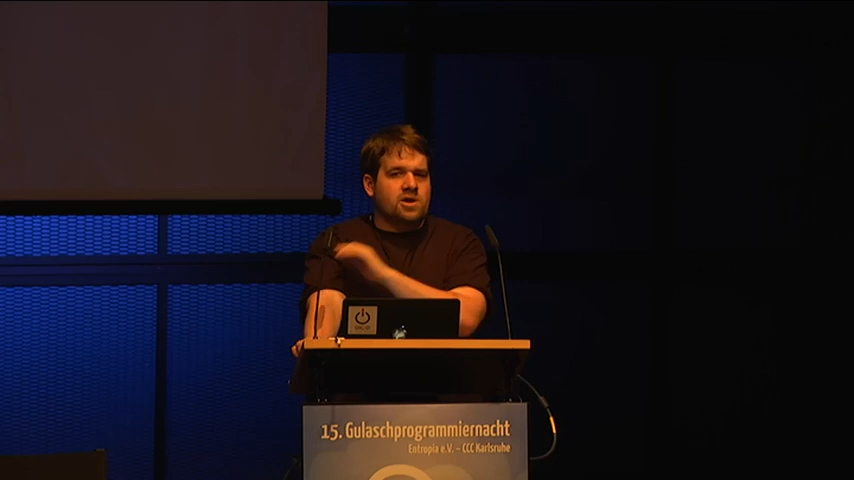 15. Gulaschprogrammiernacht
Entropia e.V. – CCC Karlsruhe